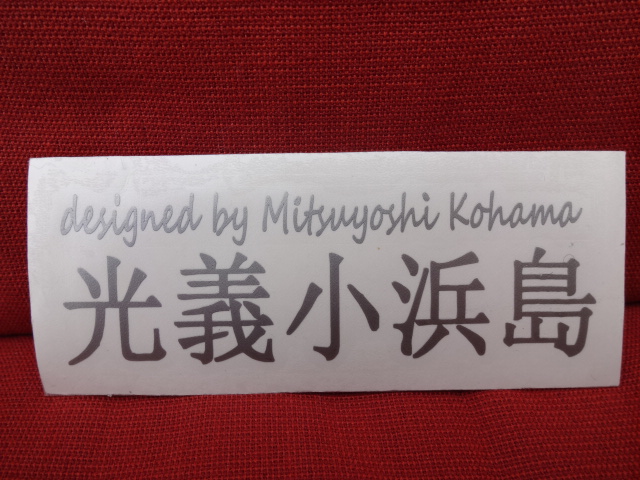 designed by Mitsuyoshi Kohama
光義小浜島